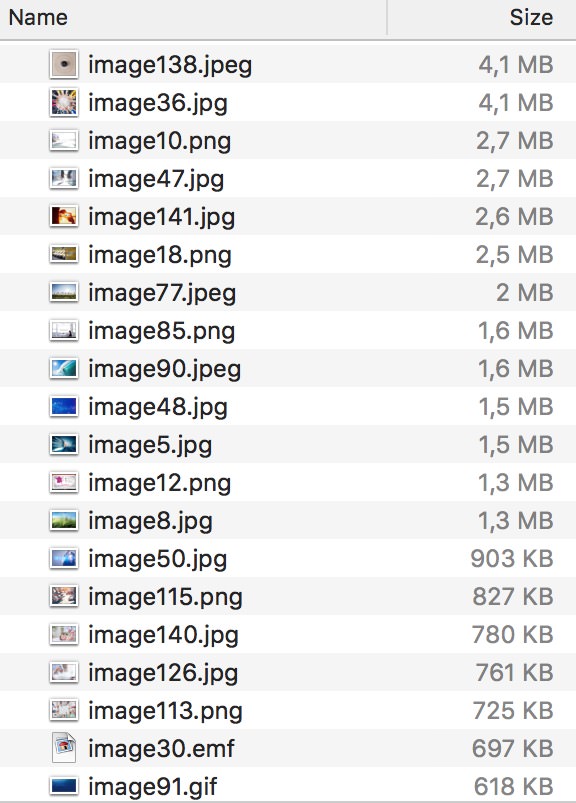 Name Size
image138.jpeg 4,1 MB
image36.jpg 4,1 MB
image10.png 2,7 MB
image47.jpg 2,7 MB
image141.jpg 2,6 MB
image18.png 2,5 MB
image77.jpeg 2 MB
image85.png 1,6 MB
image90.jpeg 1,6 MB
image48.jpg 1,5 MB
image5.jpg 1,5 MB
image12.png 1,3 MB
image8.jpg 1,3 MB
image50.jpg 903 KB
image115.png 827 KB
image140.jpg 780 KB
image126.jpg 761 KB
image113.png 725 KB
image30.emf 697 KB
image91.gif 618 KB